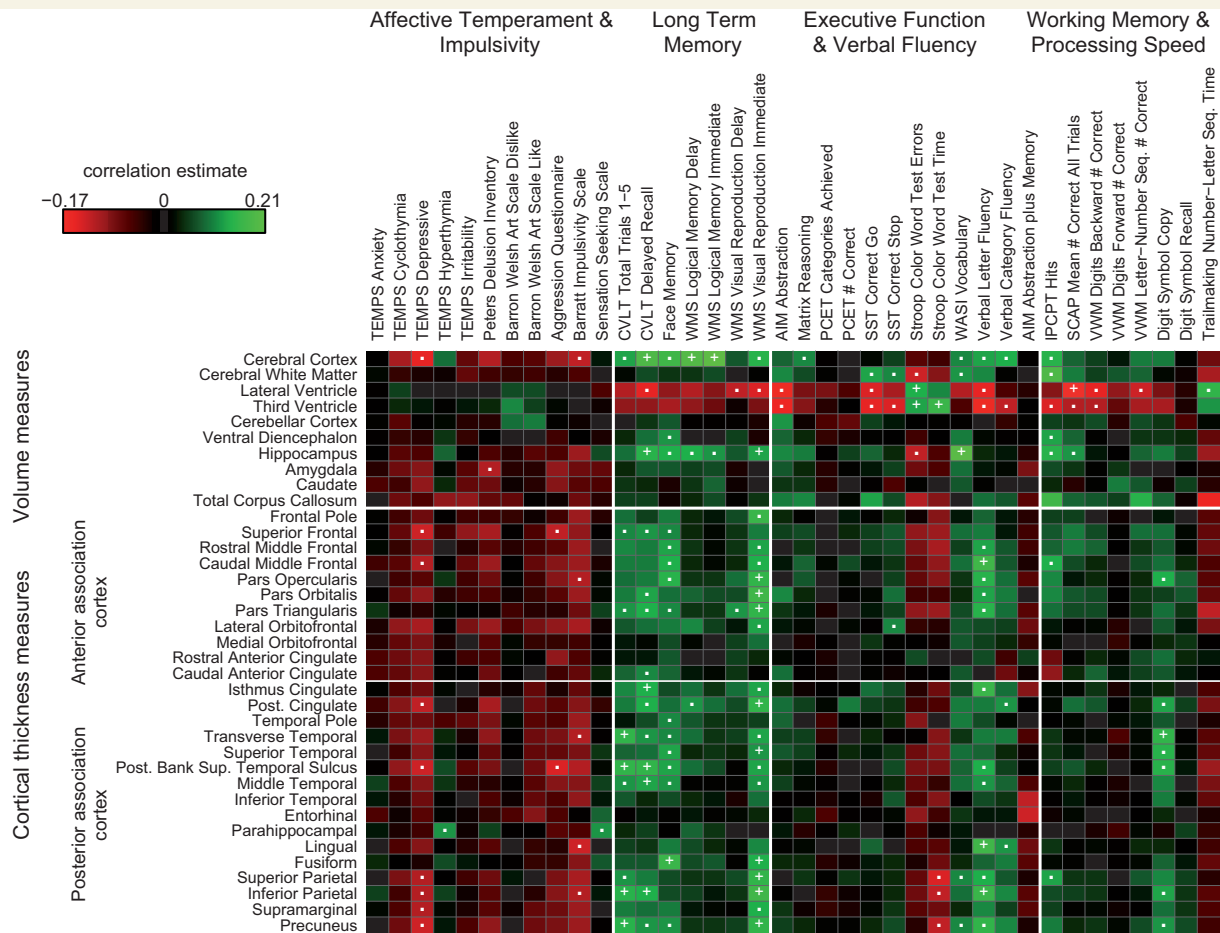 Affective Temperament &
Impulsivity
Long Term
Memory
Executive Function
& Verbal Fluency
Working Memory &
Processing Speed
correlation estimate
−0.17
0
0.21
TEMPS Anxiety
TEMPS Cyclothymia
TEMPS Depressive
TEMPS Hyperthymia
TEMPS Irritability
Peters Delusion Inventory
Barron Welsh Art Scale Dislike
Barron Welsh Art Scale Like
Aggression Questionnaire
Barratt Impulsivity Scale
Sensation Seeking Scale
CVLT Total Trials 1−5
CVLT Delayed Recall
Face Memory
WMS Logical Memory Delay
WMS Logical Memory Immediate
WMS Visual Reproduction Delay
WMS Visual Reproduction Immediate
AIM Abstraction
Matrix Reasoning
PCET Categories Achieved
PCET # Correct
SST Correct Go
SST Correct Stop
Stroop Color Word Test Errors
Stroop Color Word Test Time
WASI Vocabulary
Verbal Letter Fluency
Verbal Category Fluency
AIM Abstraction plus Memory
IPCPT Hits
SCAP Mean # Correct All Trials
VWM Digits Backward # Correct
VWM Digits Forward # Correct
VWM Letter−Number Seq. # Correct
Digit Symbol Copy
Digit Symbol Recall
Trailmaking Number−Letter Seq. Time
Volume measures
Cerebral Cortex
Cerebral White Matter
Lateral Ventricle
Third Ventricle
Cerebellar Cortex
Ventral Diencephalon
Hippocampus
Amygdala
Caudate
Total Corpus Callosum
Cortical thickness measures
Anterior association
cortex
Frontal Pole
Superior Frontal
Rostral Middle Frontal
Caudal Middle Frontal
Pars Opercularis
Pars Orbitalis
Pars Triangularis
Lateral Orbitofrontal
Medial Orbitofrontal
Rostral Anterior Cingulate
Caudal Anterior Cingulate
Posterior association
cortex
Isthmus Cingulate
Post. Cingulate
Temporal Pole
Transverse Temporal
Superior Temporal
Post. Bank Sup. Temporal Sulcus
Middle Temporal
Inferior Temporal
Entorhinal
Parahippocampal
Lingual
Fusiform
Superior Parietal
Inferior Parietal
Supramarginal
Precuneus